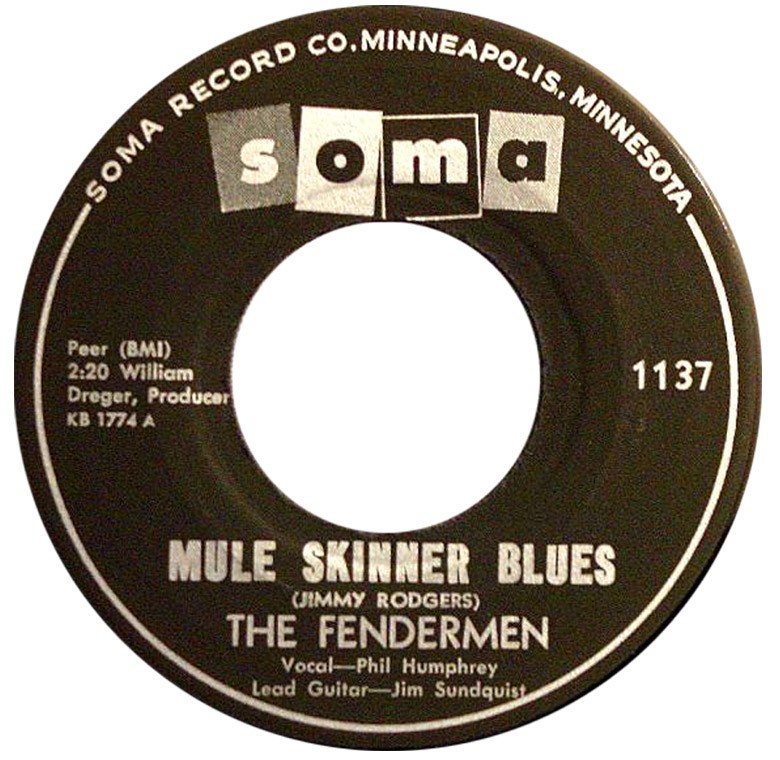 SOMA RECORD CO. MINNEAPOLIS, MINNESOTA
soma
Peer (BMI)
2:20 William
Dreger, Producer
KB 1774 A
1137
MULE SKINNER BLUES
(JIMMY RODGERS)
THE FENDERMEN
Vocal—Phil Humphrey
Lead Guitar—Jim Sundquist